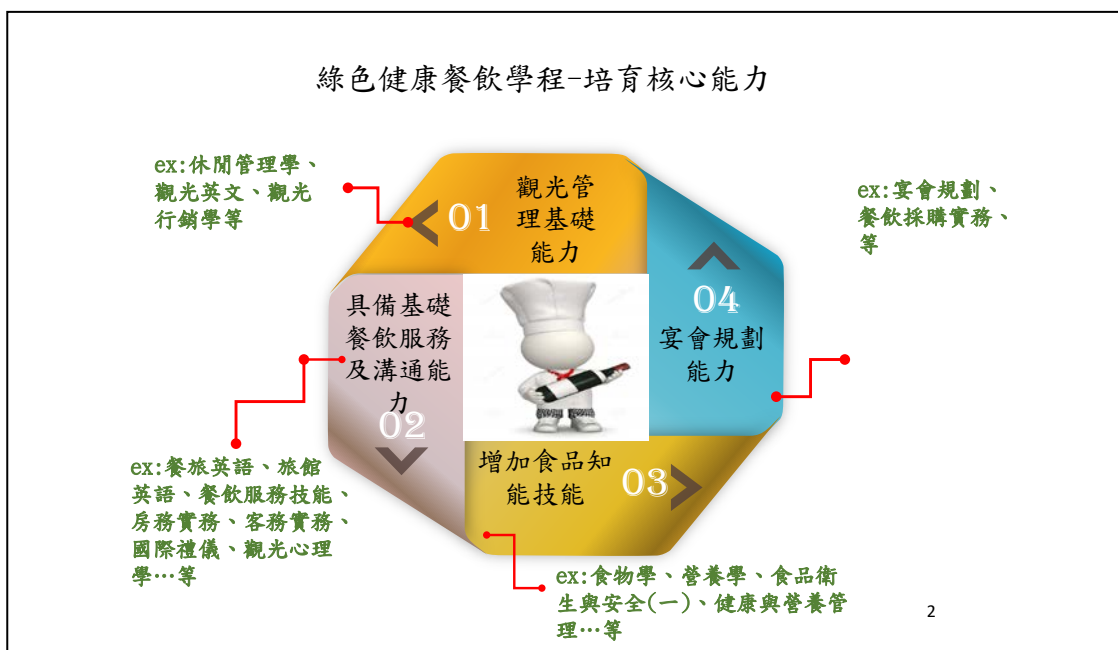 綠色健康餐飲學程-培育核心能力
ex:休閒管理學、
觀光英文、觀光
行銷學等
01
觀光管
理基礎
能力
ex:宴會規劃、
餐飲採購實務、
等
04
宴會規劃
能力
具備基礎
餐飲服務
及溝通能
力
02
ex:餐旅英語、旅館
英語、餐飲服務技能、
房務實務、客務實務、
國際禮儀、觀光心理
學…等
增加食品知
能技能
03
ex:食物學、營養學、食品衛
生與安全(一)、健康與營養管
理…等
2